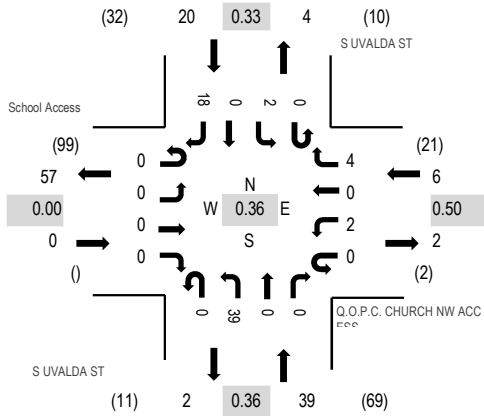 (32) 20 0.33 4 (10)
S UVALDA ST
18 0 2 0
School Access
(99) 0 4 (21)
57 0 N 0 6
0.00 W 0.36 E 0.50
0 0 S 2 2
() 0 0 (2)
0 39 0 0
Q.O.P.C. CHURCH NW ACC
ESS
S UVALDA ST
(11) 2 0.36 39 (69)